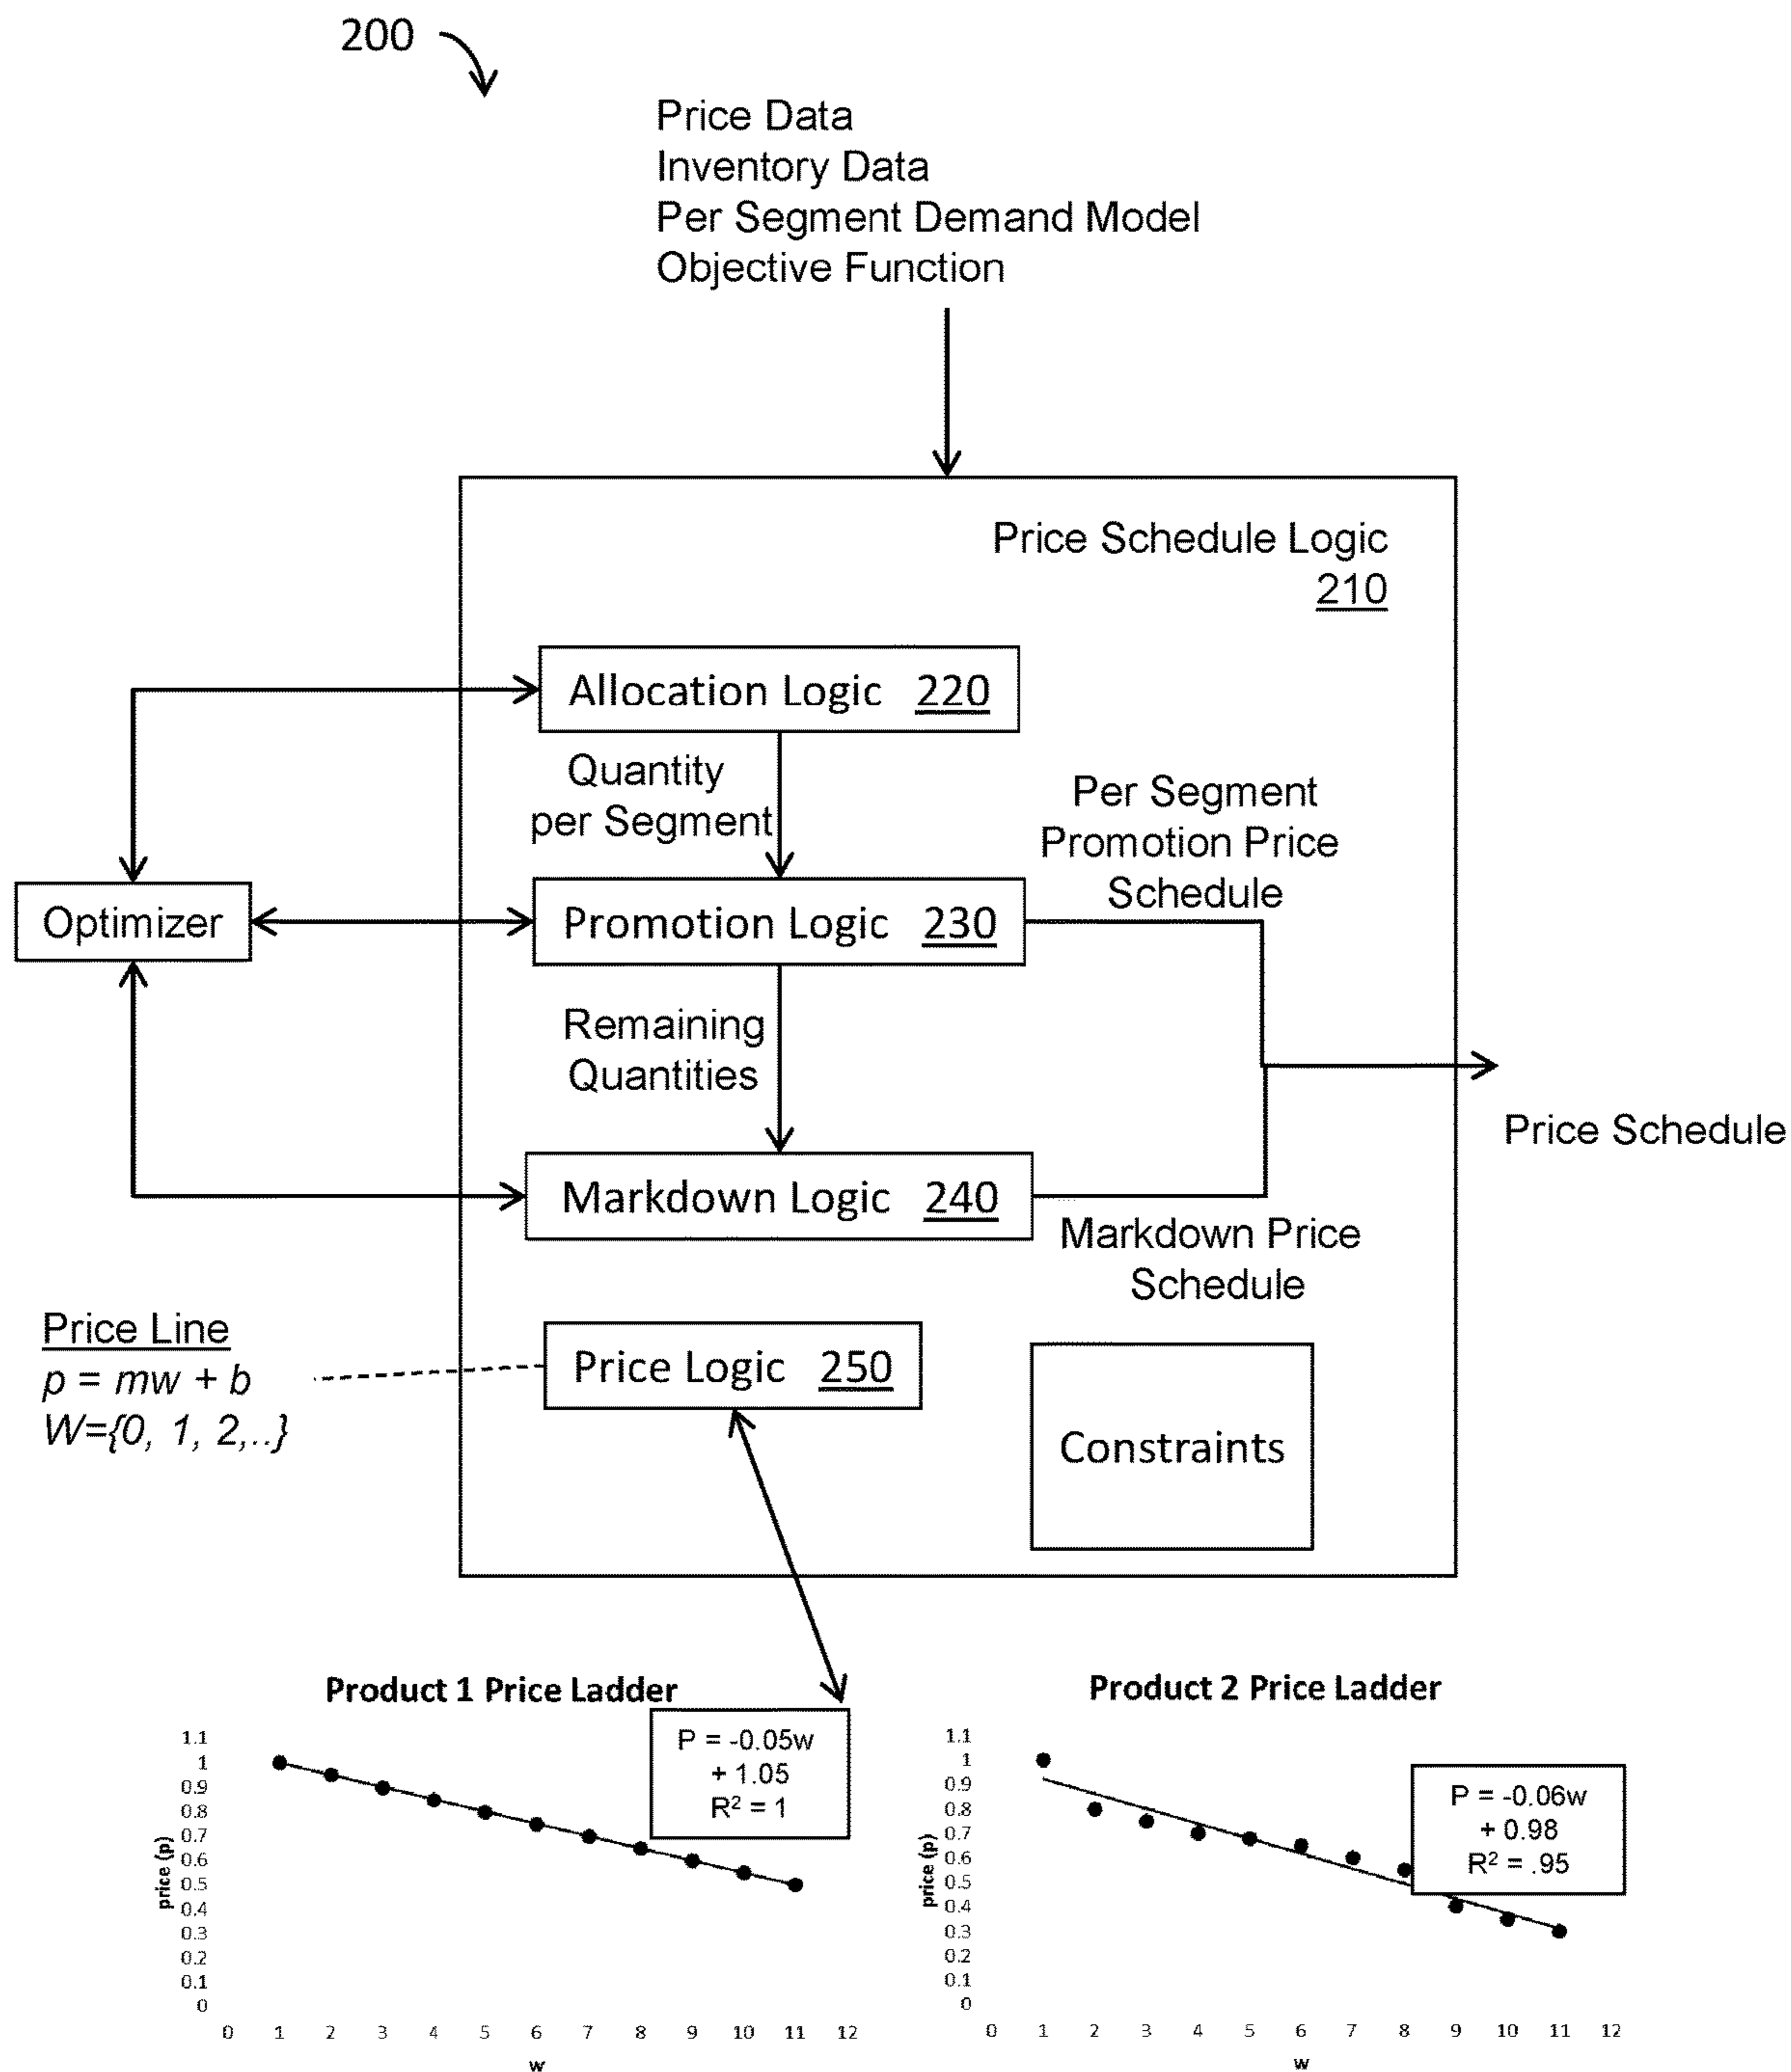 200
Price Data
Inventory Data
Per Segment Demand Model
Objective Function
Price Schedule Logic
210
Allocation Logic 220
Quantity
per Segment
Per Segment
Promotion Price
Schedule
Optimizer
Promotion Logic 230
Remaining
Quantities
Price Schedule
Markdown Logic 240
Markdown Price
Schedule
Price Line
p = mw + b
W={0, 1, 2,..}
Price Logic 250
Constraints
Product 1 Price Ladder
P = -0.05w
+ 1.05
R² = 1
price (p)
1.1
1
0.9
0.8
0.7
0.6
0.5
0.4
0.3
0.2
0.1
0
0 1 2 3 4 5 6 7 8 9 10 11 12
w
Product 2 Price Ladder
P = -0.06w
+ 0.98
R² = .95
price (p)
1.1
1
0.9
0.8
0.7
0.6
0.5
0.4
0.3
0.2
0.1
0
0 1 2 3 4 5 6 7 8 9 10 11 12
w